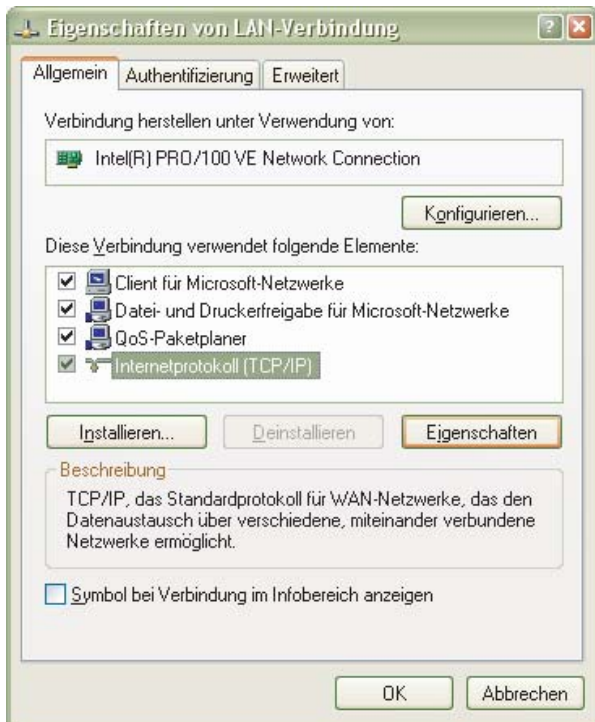 Eigenschaften von LAN-Verbindung
Allgemein Authentifizierung Erweitert
Verbindung herstellen unter Verwendung von:
Intel(R) PRO/100 VE Network Connection
Konfigurieren...
Diese Verbindung verwendet folgende Elemente:
Client für Microsoft-Netzwerke
Datei- und Druckerfreigabe für Microsoft-Netzwerke
QoS-Paketplaner
Internetprotokoll (TCP/IP)
Installieren... Deinstallieren Eigenschaften
Beschreibung
TCP/IP, das Standardprotokoll für WAN-Netzwerke, das den
Datenaustausch über verschiedene, miteinander verbundene
Netzwerke ermöglicht.
Symbol bei Verbindung im Infobereich anzeigen
OK Abbrechen